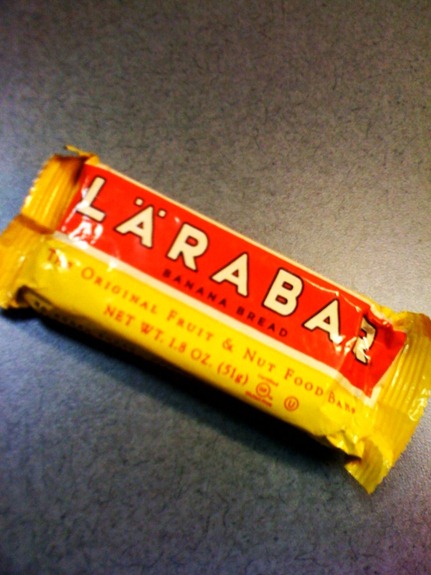 LÄRABAR
BANANA BREAD
The Original Fruit & Nut Food Bar
NET WT. 1.8 OZ. (51g)
U